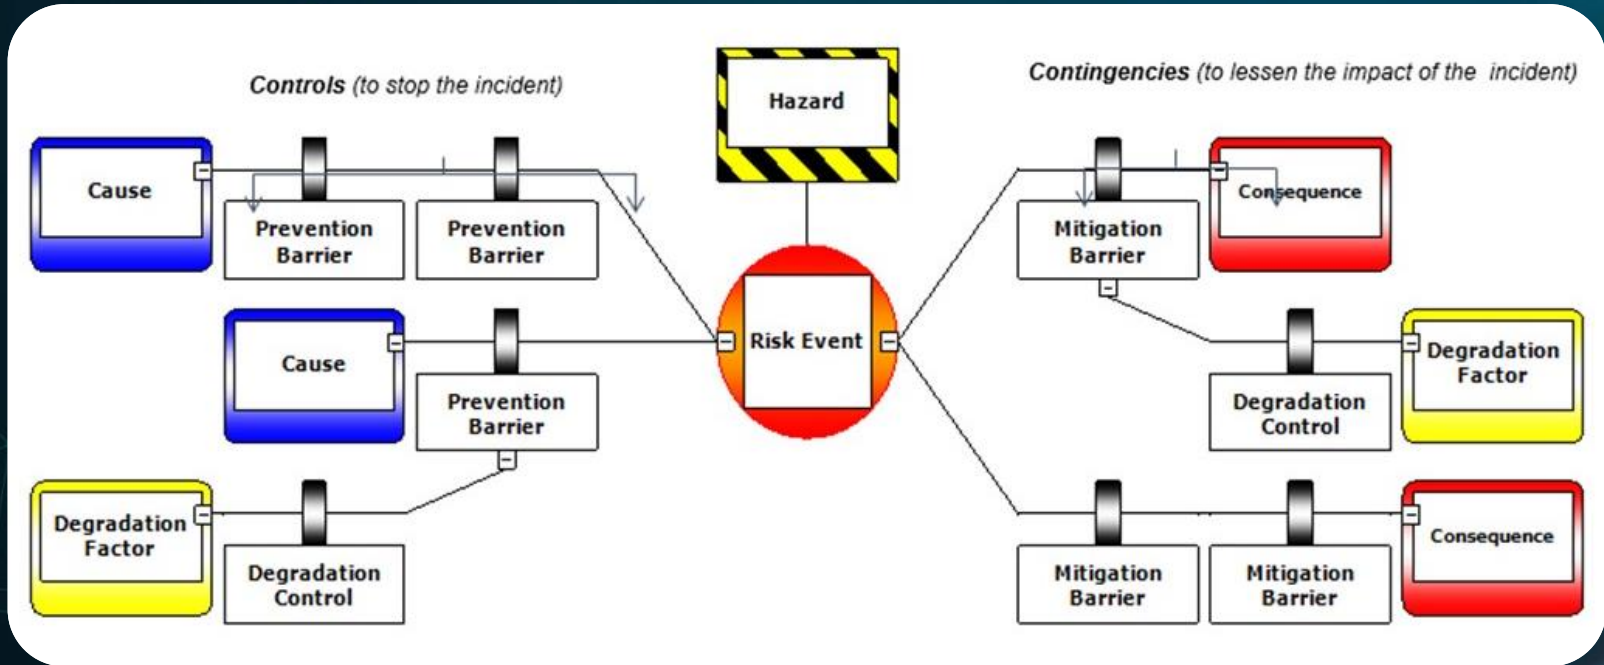 Controls (to stop the incident)
Hazard
Contingencies (to lessen the impact of the  incident)
Cause
Prevention
Barrier
Prevention
Barrier
Mitigation
Barrier
Consequence
Cause
Prevention
Barrier
Risk Event
Degradation
Control
Degradation
Factor
Degradation
Factor
Degradation
Control
Mitigation
Barrier
Mitigation
Barrier
Consequence